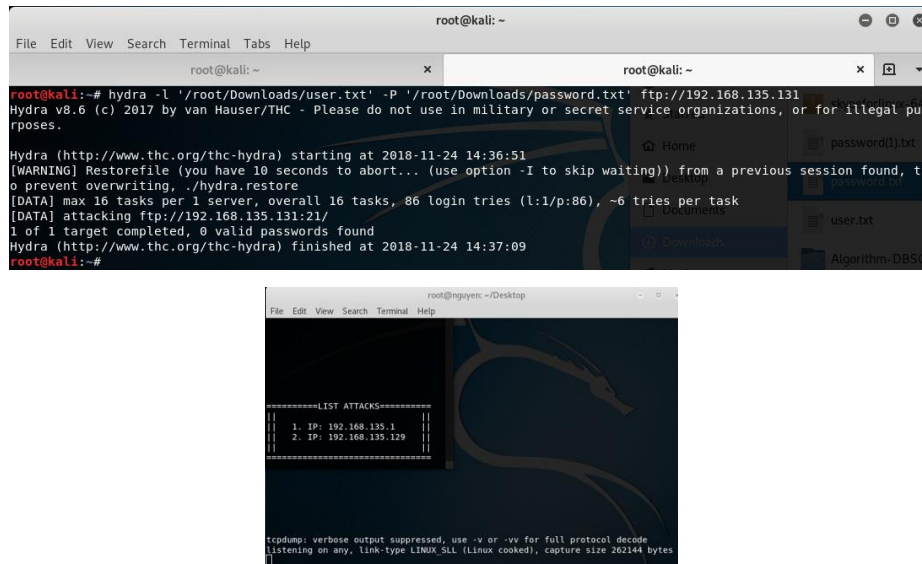 root@kali: ~
File Edit View Search Terminal Tabs Help
root@kali: ~ × root@kali: ~ ×
root@kali:~# hydra -l '/root/Downloads/user.txt' -P '/root/Downloads/password.txt' ftp://192.168.135.131
Hydra v8.6 (c) 2017 by van Hauser/THC - Please do not use in military or secret service organizations, or for illegal pu
rposes.
Hydra (http://www.thc.org/thc-hydra) starting at 2018-11-24 14:36:51
[WARNING] Restorefile (you have 10 seconds to abort... (use option -I to skip waiting)) from a previous session found, t
o prevent overwriting, ./hydra.restore
[DATA] max 16 tasks per 1 server, overall 16 tasks, 86 login tries (l:1/p:86), ~6 tries per task
[DATA] attacking ftp://192.168.135.131:21/
1 of 1 target completed, 0 valid passwords found
Hydra (http://www.thc.org/thc-hydra) finished at 2018-11-24 14:37:09
root@kali:~#
Home
password(1).txt
Desktop
password.txt
Documents
user.txt
Downloads
Algorithm-DBSC
root@nguyen: ~/Desktop
File Edit View Search Terminal Help
==========LIST ATTACKS==========
|| ||
|| 1. IP: 192.168.135.1 ||
|| 2. IP: 192.168.135.129 ||
|| ||
================================
tcpdump: verbose output suppressed, use -v or -vv for full protocol decode
listening on any, link-type LINUX_SLL (Linux cooked), capture size 262144 bytes